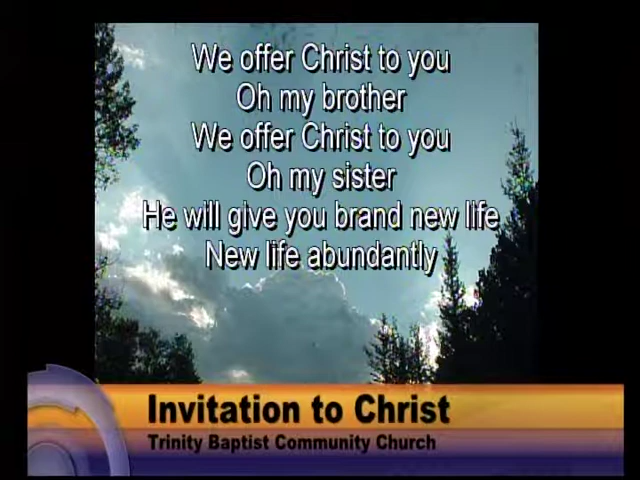 We offer Christ to you
Oh my brother
We offer Christ to you
Oh my sister
He will give you brand new life
New life abundantly
Invitation to Christ
Trinity Baptist Community Church